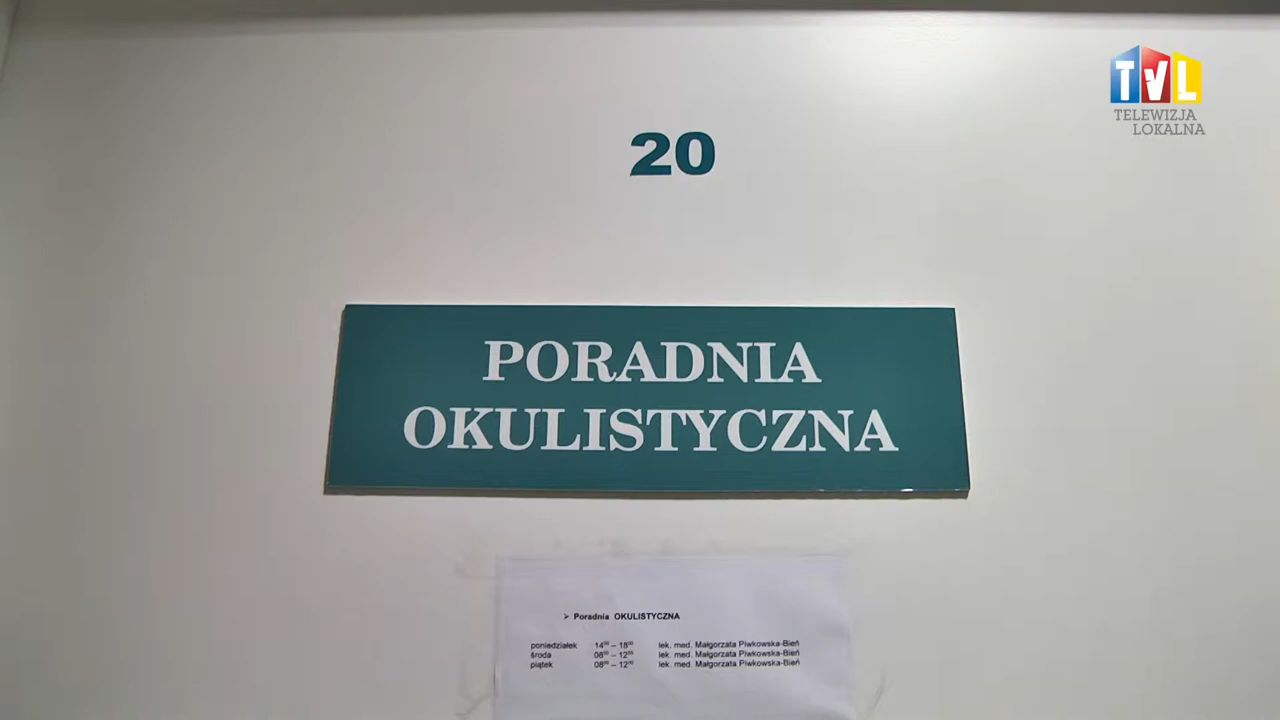 TVL
TELEWIZJA
LOKALNA
20
PORADNIA
OKULISTYCZNA
➢ Poradnia OKULISTYCZNA
poniedziałek 14⁰⁰ – 18⁰⁰ lek. med. Małgorzata Piwkowska-Bień
środa 08⁰⁰ – 12 lek. med. Małgorzata Piwkowska-Bień
piątek 08⁰⁰ – 12⁰⁰ lek. med. Małgorzata Piwkowska-Bień